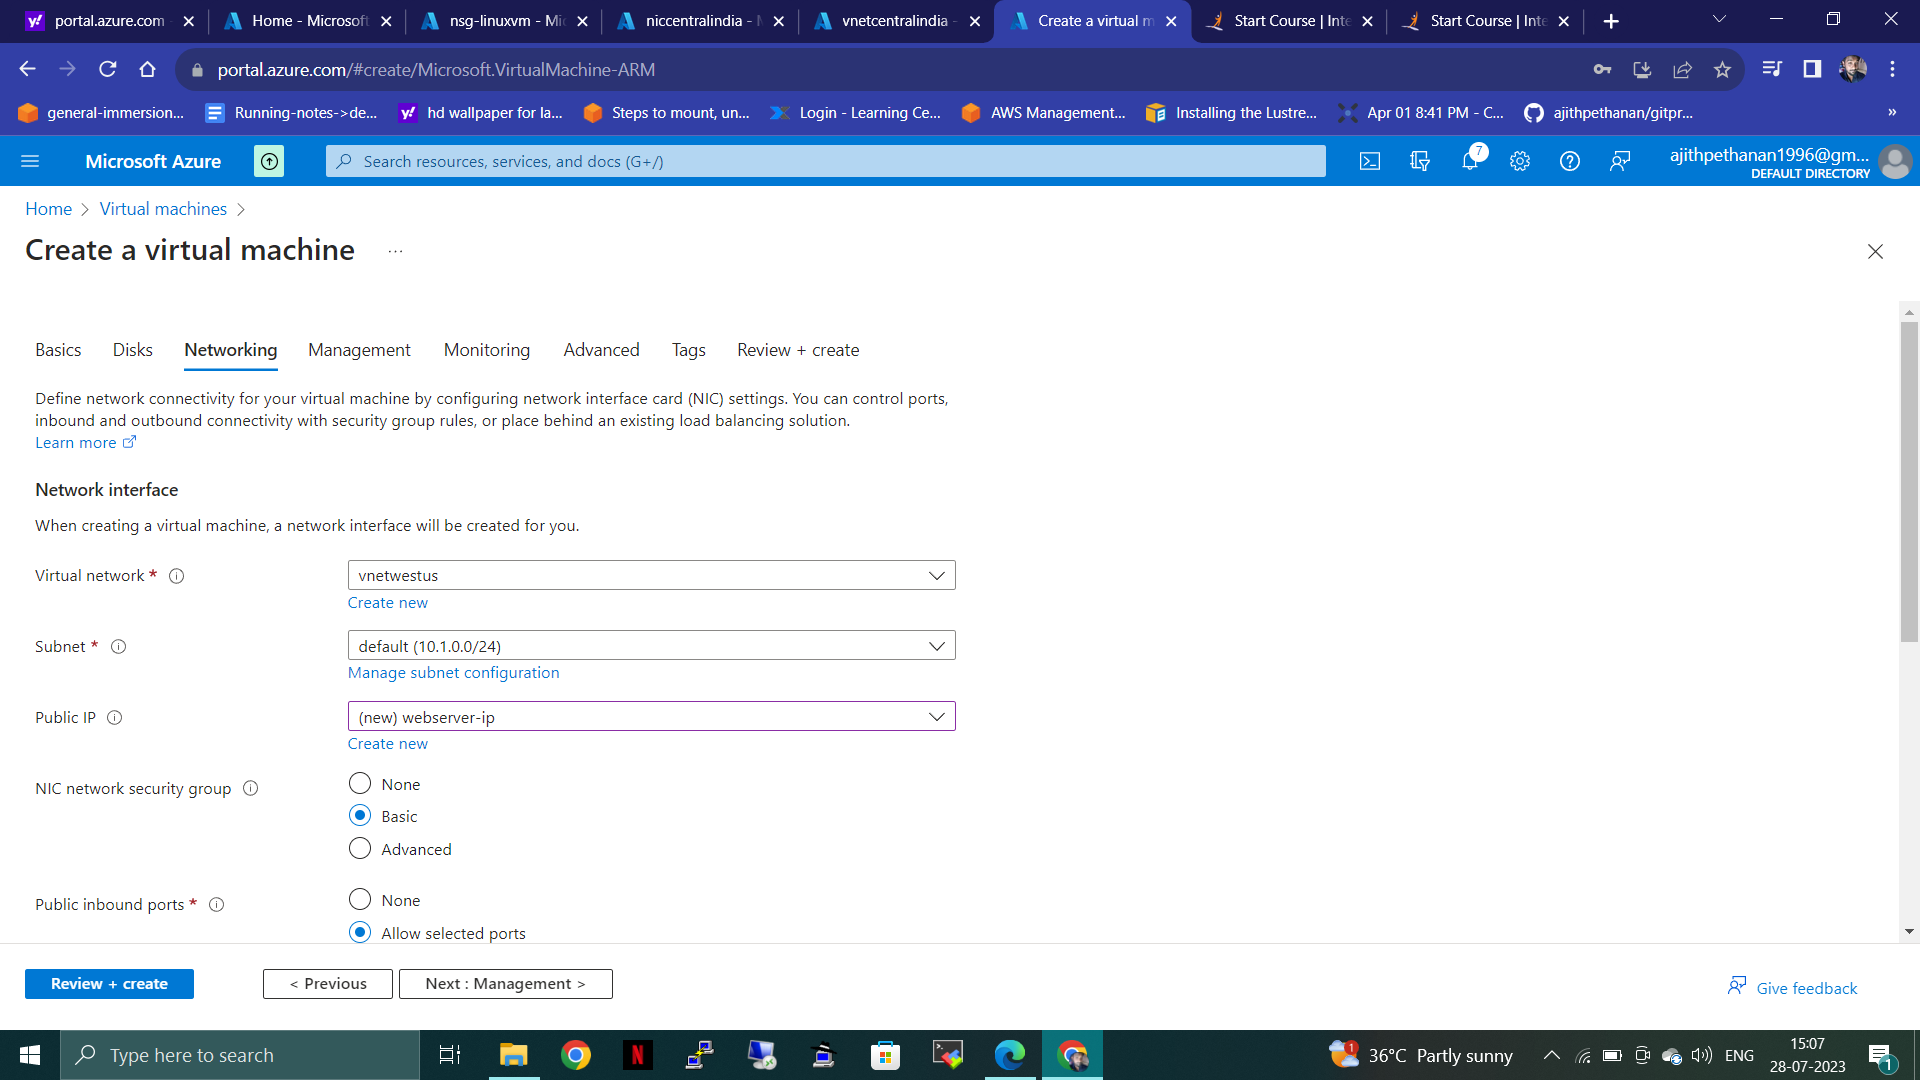 portal.azure.com
Home - Microsoft
nsg-linuxvm - Mic
niccentralindia - M
vnetcentralindia -
Create a virtual m
Start Course | Inte
Start Course | Inte
portal.azure.com/#create/Microsoft.VirtualMachine-ARM
general-immersion...
Running-notes->de...
hd wallpaper for la...
Steps to mount, un...
Login - Learning Ce...
AWS Management...
Installing the Lustre...
Apr 01 8:41 PM - C...
ajithpethanan/gitpr...
»
Microsoft Azure
Search resources, services, and docs (G+/)
7
ajithpethanan1996@gm...
DEFAULT DIRECTORY
Home > Virtual machines >
Create a virtual machine ...
Basics Disks Networking Management Monitoring Advanced Tags Review + create
Define network connectivity for your virtual machine by configuring network interface card (NIC) settings. You can control ports,
inbound and outbound connectivity with security group rules, or place behind an existing load balancing solution.
Learn more
Network interface
When creating a virtual machine, a network interface will be created for you.
Virtual network *
vnetwestus
Create new
Subnet *
default (10.1.0.0/24)
Manage subnet configuration
Public IP
(new) webserver-ip
Create new
NIC network security group
None
Basic
Advanced
Public inbound ports *
None
Allow selected ports
Review + create
< Previous
Next : Management >
Give feedback
Type here to search
1
36°C Partly sunny
ENG
15:07
28-07-2023
1